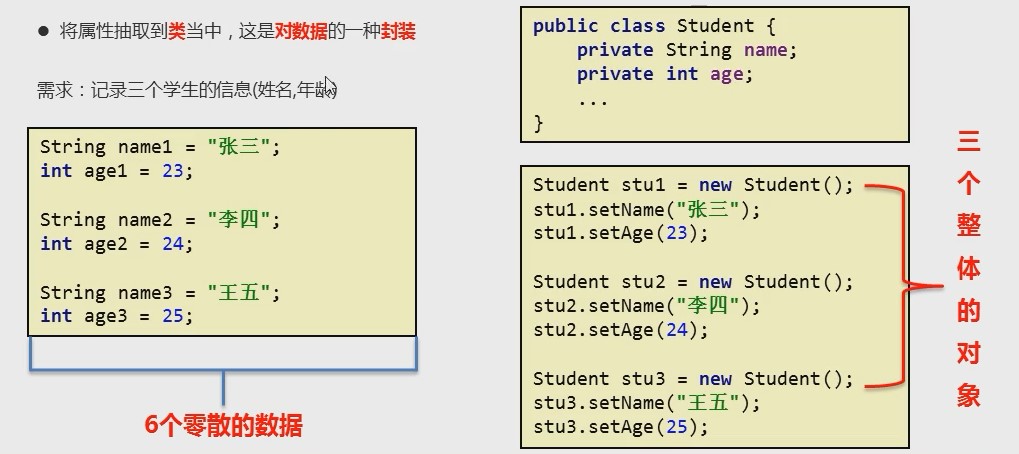 ● 将属性抽取到类当中，这是对数据的一种封装
需求：记录三个学生的信息(姓名,年龄)
String name1 = "张三";
int age1 = 23;
String name2 = "李四";
int age2 = 24;
String name3 = "王五";
int age3 = 25;
6个零散的数据
public class Student {
private String name;
private int age;
...
}
Student stu1 = new Student();
stu1.setName("张三");
stu1.setAge(23);
Student stu2 = new Student();
stu2.setName("李四");
stu2.setAge(24);
Student stu3 = new Student();
stu3.setName("王五");
stu3.setAge(25);
三个整体的对象